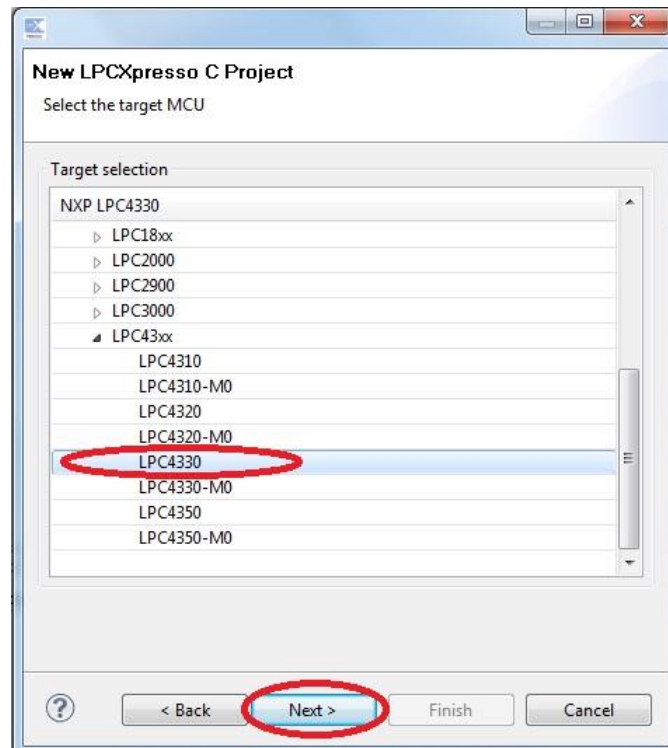 New LPCXpresso C Project
Select the target MCU
Target selection
NXP LPC4330
LPC18xx
LPC2000
LPC2900
LPC3000
LPC43xx
LPC4310
LPC4310-M0
LPC4320
LPC4320-M0
LPC4330
LPC4330-M0
LPC4350
LPC4350-M0
? < Back Next > Finish Cancel